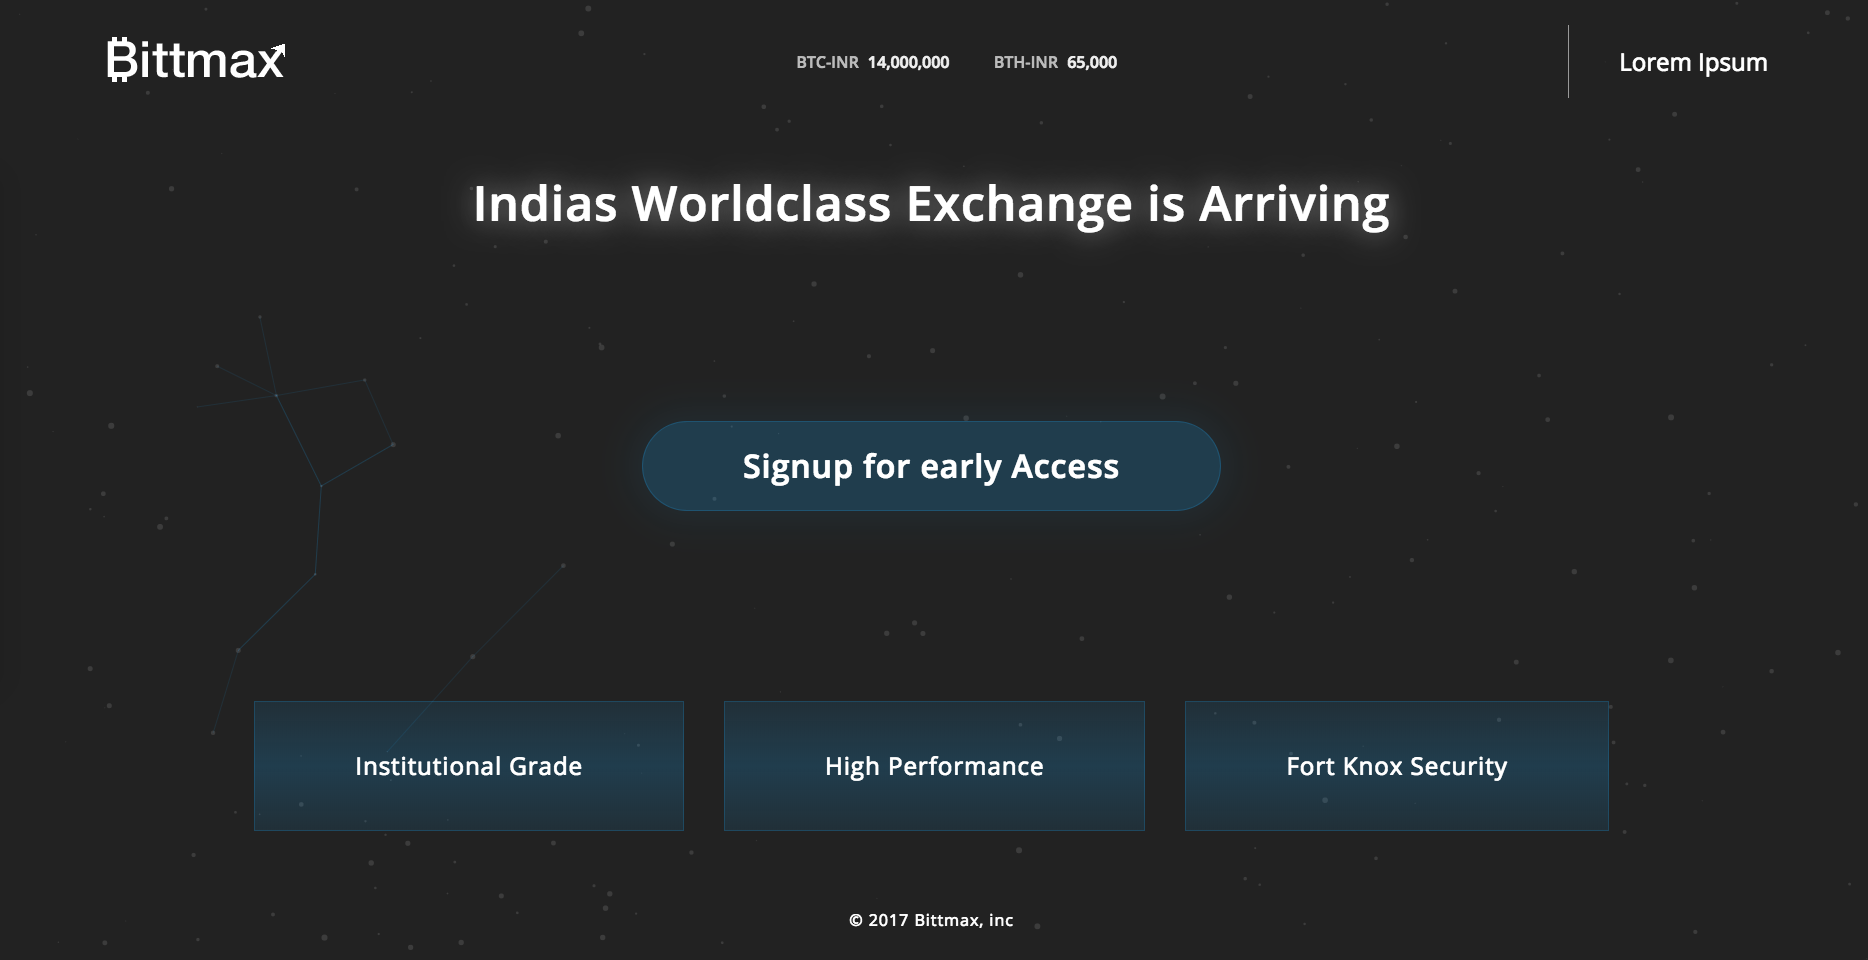 Bittmax
BTC-INR 14,000,000 BTH-INR 65,000
Lorem Ipsum
Indias Worldclass Exchange is Arriving
Signup for early Access
Institutional Grade
High Performance
Fort Knox Security
© 2017 Bittmax, inc